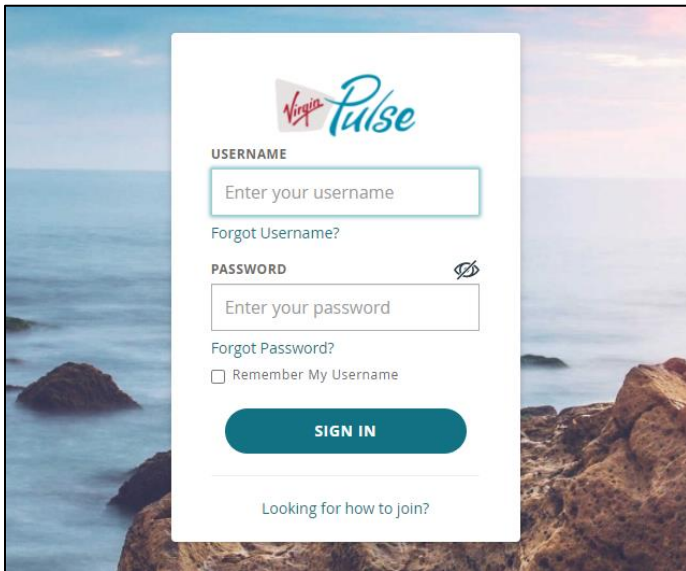 Virgin Pulse
USERNAME
Enter your username
Forgot Username?
PASSWORD
Enter your password
Forgot Password?
Remember My Username
SIGN IN
Looking for how to join?